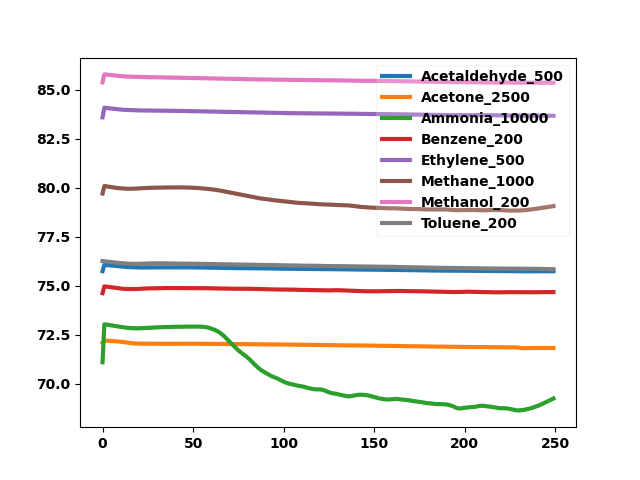 85.0
82.5
80.0
77.5
75.0
72.5
70.0
0 50 100 150 200 250
Acetaldehyde_500
Acetone_2500
Ammonia_10000
Benzene_200
Ethylene_500
Methane_1000
Methanol_200
Toluene_200